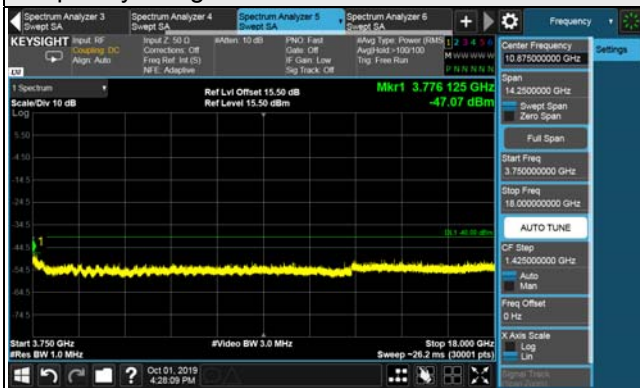 Spectrum Analyzer 3
Swept SA
Spectrum Analyzer 4
Swept SA
Spectrum Analyzer 5
Swept SA
Spectrum Analyzer 6
Swept SA
Frequency
KEYSIGHT
Input: RF
Coupling: DC
Align: Auto
Input Z: 50 Ω
Corrections: Off
Freq Ref: Int (S)
NFE: Adaptive
#Atten: 10 dB
PNO: Fast
Gate: Off
IF Gain: Low
Sig Track: Off
#Avg Type: Power (RMS)
Avg|Hold:>100/100
Trig: Free Run
1 2 3 4 5 6
M W W W W W
P N N N N N
LV
1 Spectrum
Scale/Div 10 dB
Log
Ref Lvl Offset 15.50 dB
Ref Level 15.50 dBm
Mkr1 3.776 125 GHz
-47.07 dBm
5.50
-4.50
-14.5
-24.5
-34.5
-44.5
-54.5
-64.5
-74.5
DL1 -40.00 dBm
1
Start 3.750 GHz
#Res BW 1.0 MHz
#Video BW 3.0 MHz
Stop 18.000 GHz
Sweep ~26.2 ms (30001 pts)
Oct 01, 2019
4:28:09 PM
Center Frequency
10.875000000 GHz
Settings
Span
14.2500000 GHz
Swept Span
Zero Span
Full Span
Start Freq
3.750000000 GHz
Stop Freq
18.000000000 GHz
AUTO TUNE
CF Step
1.425000000 GHz
Auto
Man
Freq Offset
0 Hz
X Axis Scale
Log
Lin
Signal Track